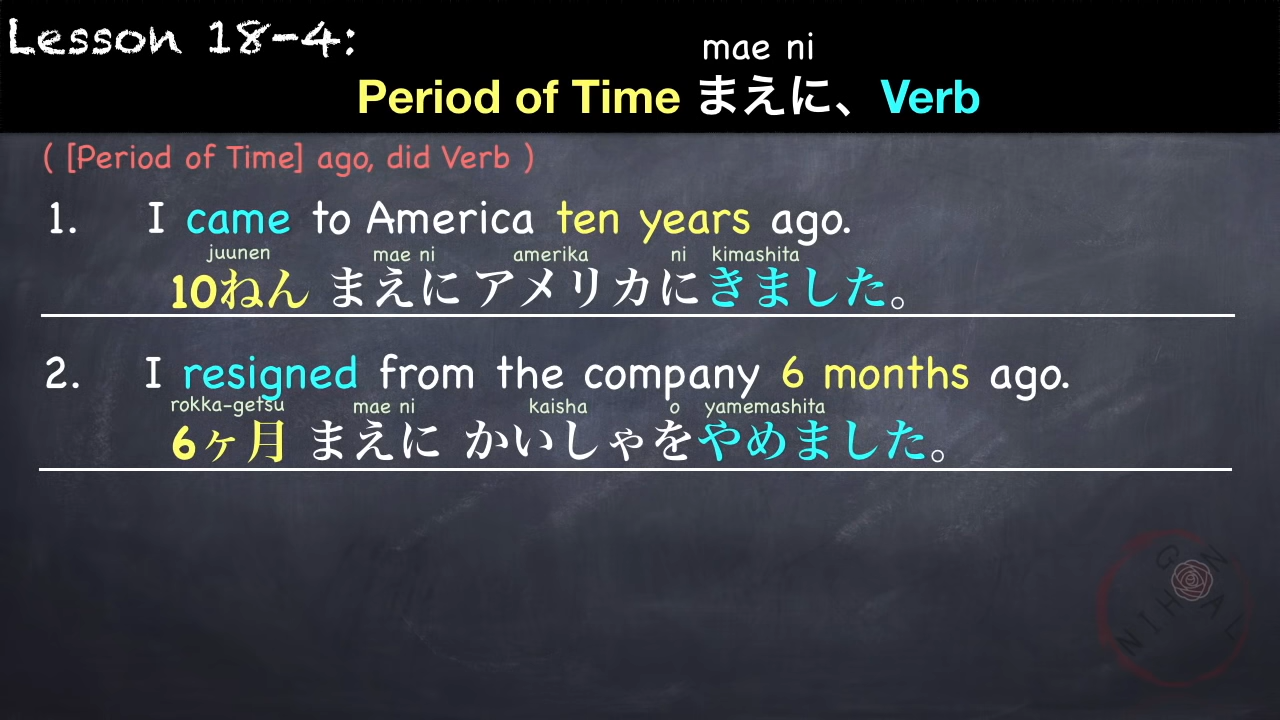 Lesson 18-4:
mae ni
Period of Time まえに、Verb
( [Period of Time] ago, did Verb )
1. I came to America ten years ago.
juunen mae ni amerika ni kimashita
10ねん まえに アメリカに きました。
2. I resigned from the company 6 months ago.
rokka-getsu mae ni kaisha o yamemashita
6ヶ月 まえに かいしゃを やめました。
NIHONGOAL